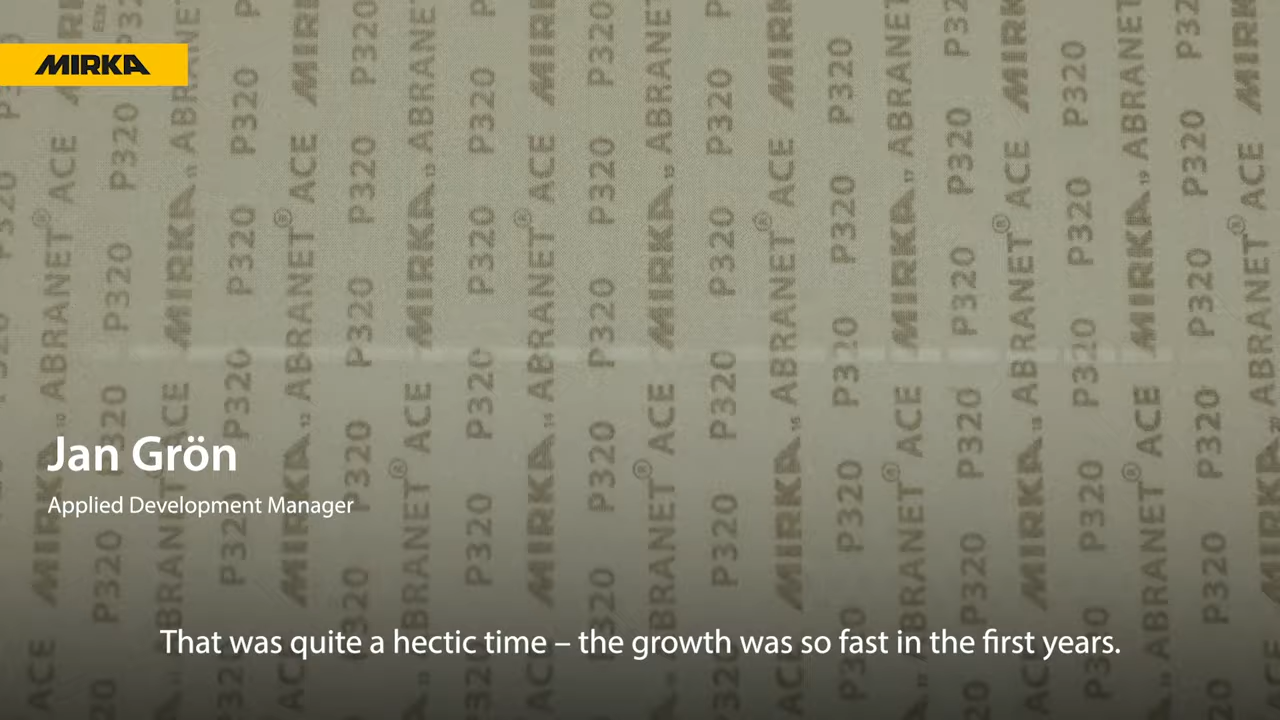 MIRKA
MIRKA ABRANET® ACE
P320
Jan Grön
Applied Development Manager
That was quite a hectic time – the growth was so fast in the first years.